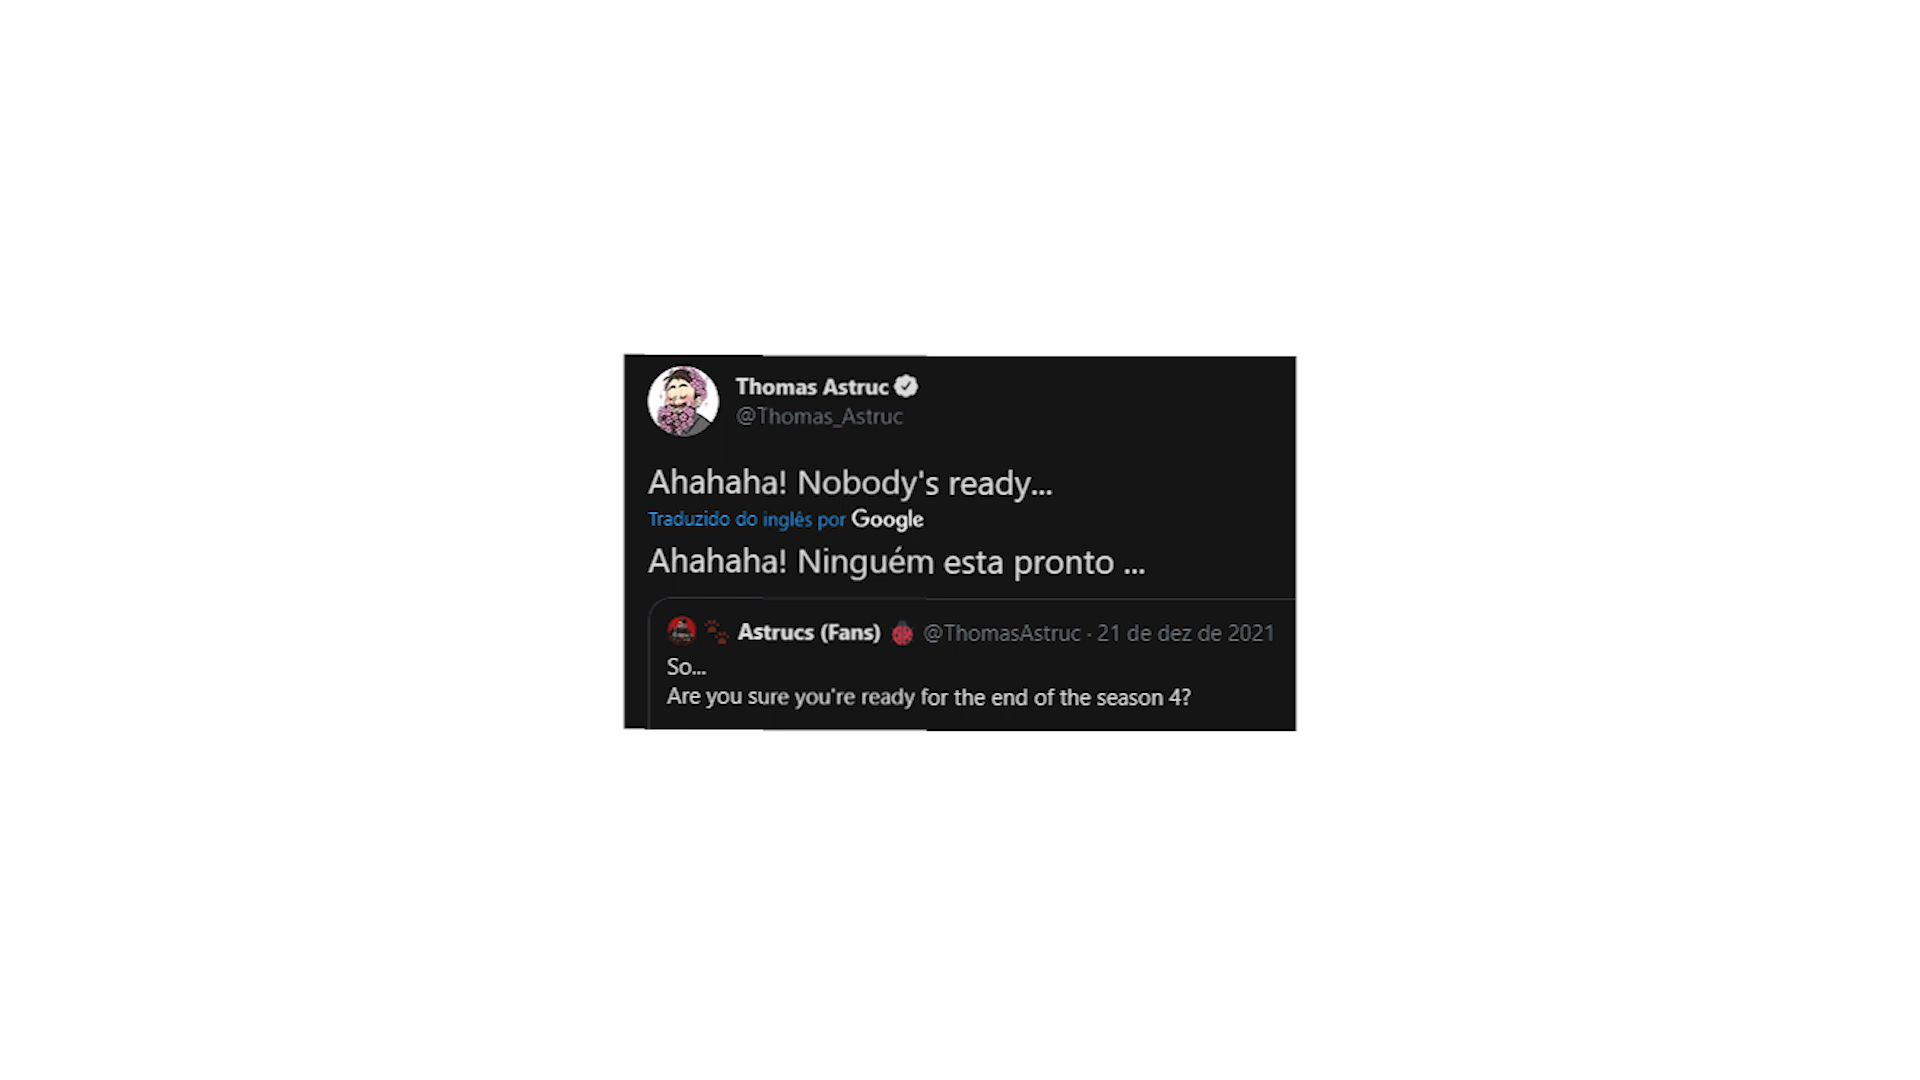 Thomas Astruc
@Thomas_Astruc
Ahahaha! Nobody's ready...
Traduzido do inglês por Google
Ahahaha! Ninguém esta pronto ...
Astrucs (Fans) @ThomasAstruc · 21 de dez de 2021
So...
Are you sure you're ready for the end of the season 4?